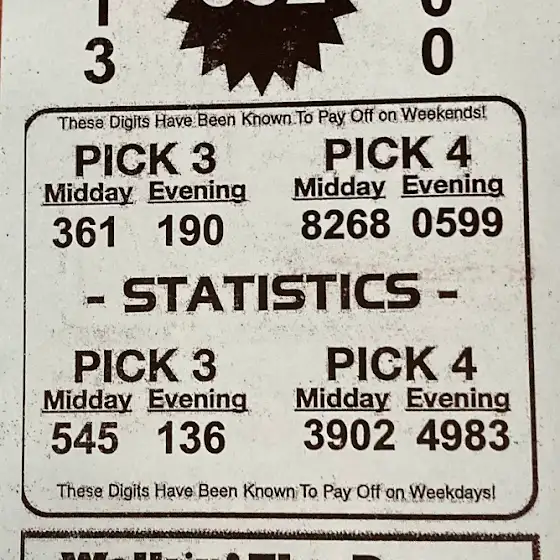 3
0
These Digits Have Been Known To Pay Off on Weekends!
PICK 3 PICK 4
Midday Evening Midday Evening
361 190 8268 0599
- STATISTICS -
PICK 3 PICK 4
Midday Evening Midday Evening
545 136 3902 4983
These Digits Have Been Known To Pay Off on Weekdays!